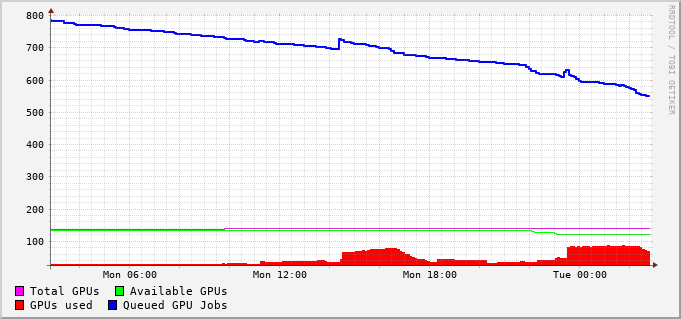 800
700
600
500
400
300
200
100
Mon 06:00 Mon 12:00 Mon 18:00 Tue 00:00
Total GPUs Available GPUs
GPUs used Queued GPU Jobs
RRDTOOL / TOBI OETIKER